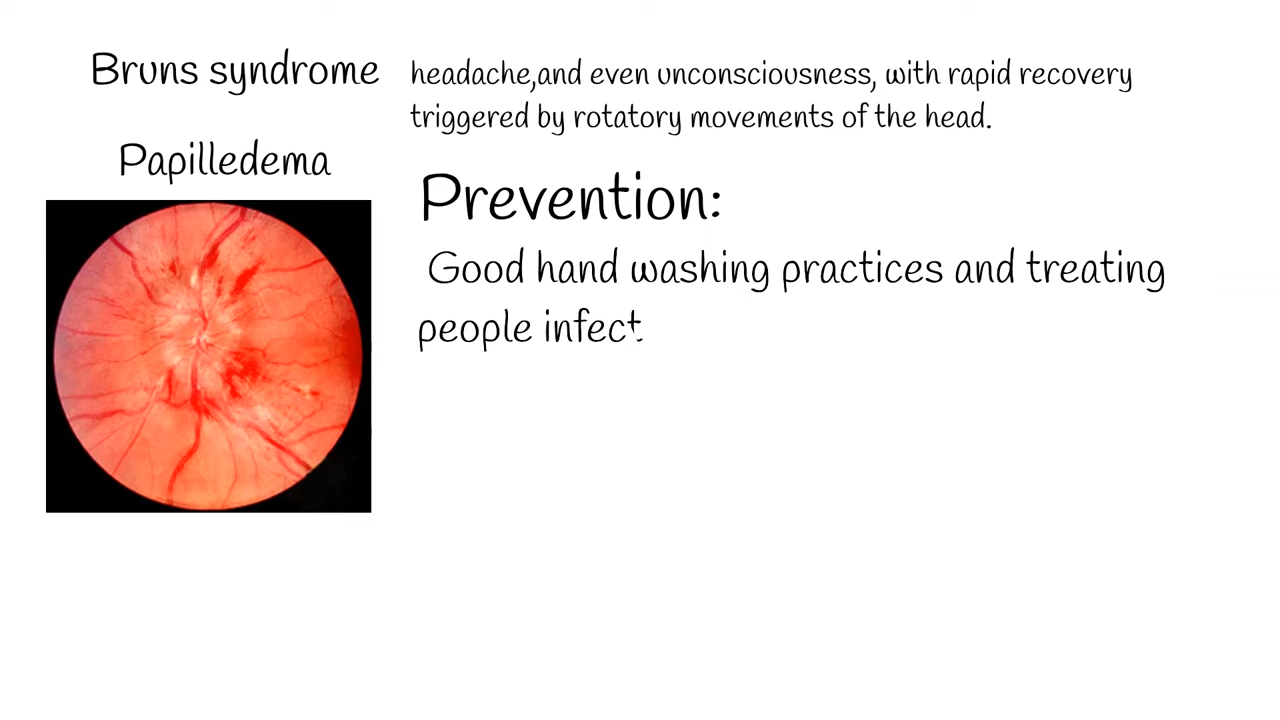 Bruns syndrome
headache,and even unconsciousness, with rapid recovery
triggered by rotatory movements of the head.
Papilledema
Prevention:
Good hand washing practices and treating
people infect